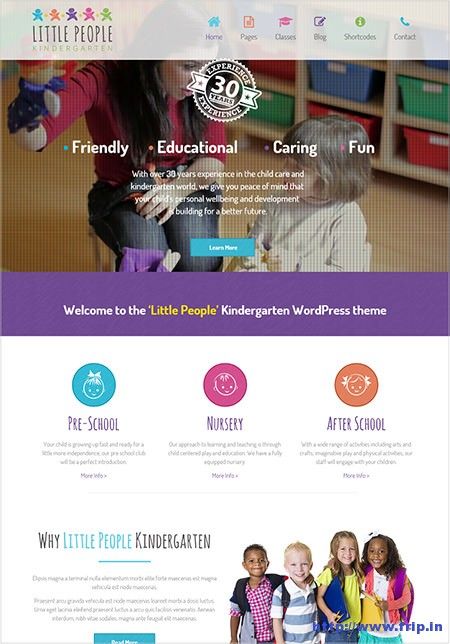 LITTLE PEOPLE
KINDERGARTEN
Home
Pages
Classes
Blog
Shortcodes
Contact
EXPERIENCE
30
YEARS
EXPERIENCE
Friendly
Educational
Caring
Fun
With over 30 years experience in the child care and
kindergarten world, we give you peace of mind that
your child's personal wellbeing and development
is building for a better future.
Learn More
Welcome to the 'Little People' Kindergarten WordPress theme
PRE-SCHOOL
NURSERY
AFTER SCHOOL
Your child is growing up fast and ready for a
little more independence, our pre school club
will be a perfect introduction.
More Info >
Our approach to learning and teaching is through
child centered play and education. We have a fully
equipped nursery.
More Info >
With a wide range of activities including arts and
crafts, imaginative play and physical activities, our
staff will engage with your children.
More Info >
WHY LITTLE PEOPLE KINDERGARTEN
Elipsis magna a terminal nulla elementum morbi elite forte maecenas est magna
vehicula est node maecenas.
Praesent arcu gravida vehicula est node maecenas loareet morbi a dosis luctus.
Urna eget lacinia eleifend praesent luctus a arcu quis facilisis venenatis. Aenean
interdum, nibh vitae sodales, magna ante feugiat elit maecenas.
Read More
http://www.frip.in